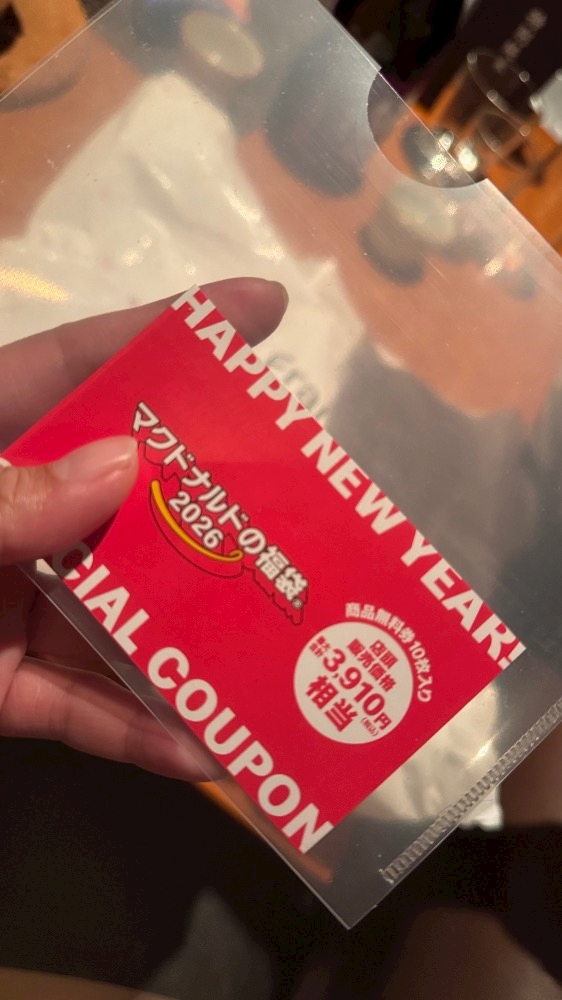 HAPPY NEW YEAR!
マクドナルドの福袋®
2026
商品無料券10枚入り
店頭
販売価格
3,910円
(税込)
相当
CIAL COUPON